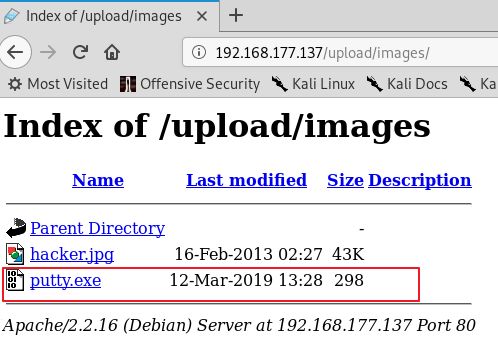 Index of /upload/images
192.168.177.137/upload/images/
Most Visited Offensive Security Kali Linux Kali Docs
Index of /upload/images
Name Last modified Size Description
Parent Directory -
hacker.jpg 16-Feb-2013 02:27 43K
putty.exe 12-Mar-2019 13:28 298
Apache/2.2.16 (Debian) Server at 192.168.177.137 Port 80